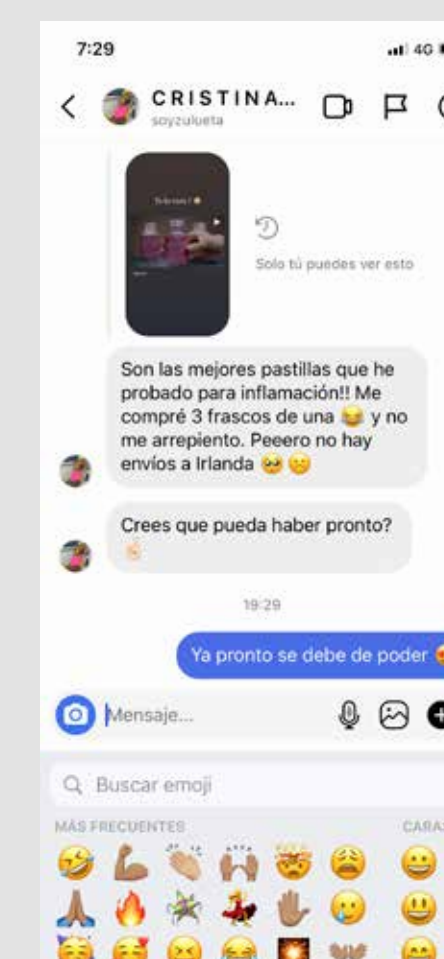 7:29
4G
CRISTINA...
soyzulueta
Solo tú puedes ver esto
Son las mejores pastillas que he
probado para inflamación!! Me
compré 3 frascos de una 😂 y no
me arrepiento. Peeero no hay
envíos a Irlanda 🥺☹️
Crees que pueda haber pronto?
19:29
Ya pronto se debe de poder
Mensaje...
Buscar emoji
MÁS FRECUENTES
CARA